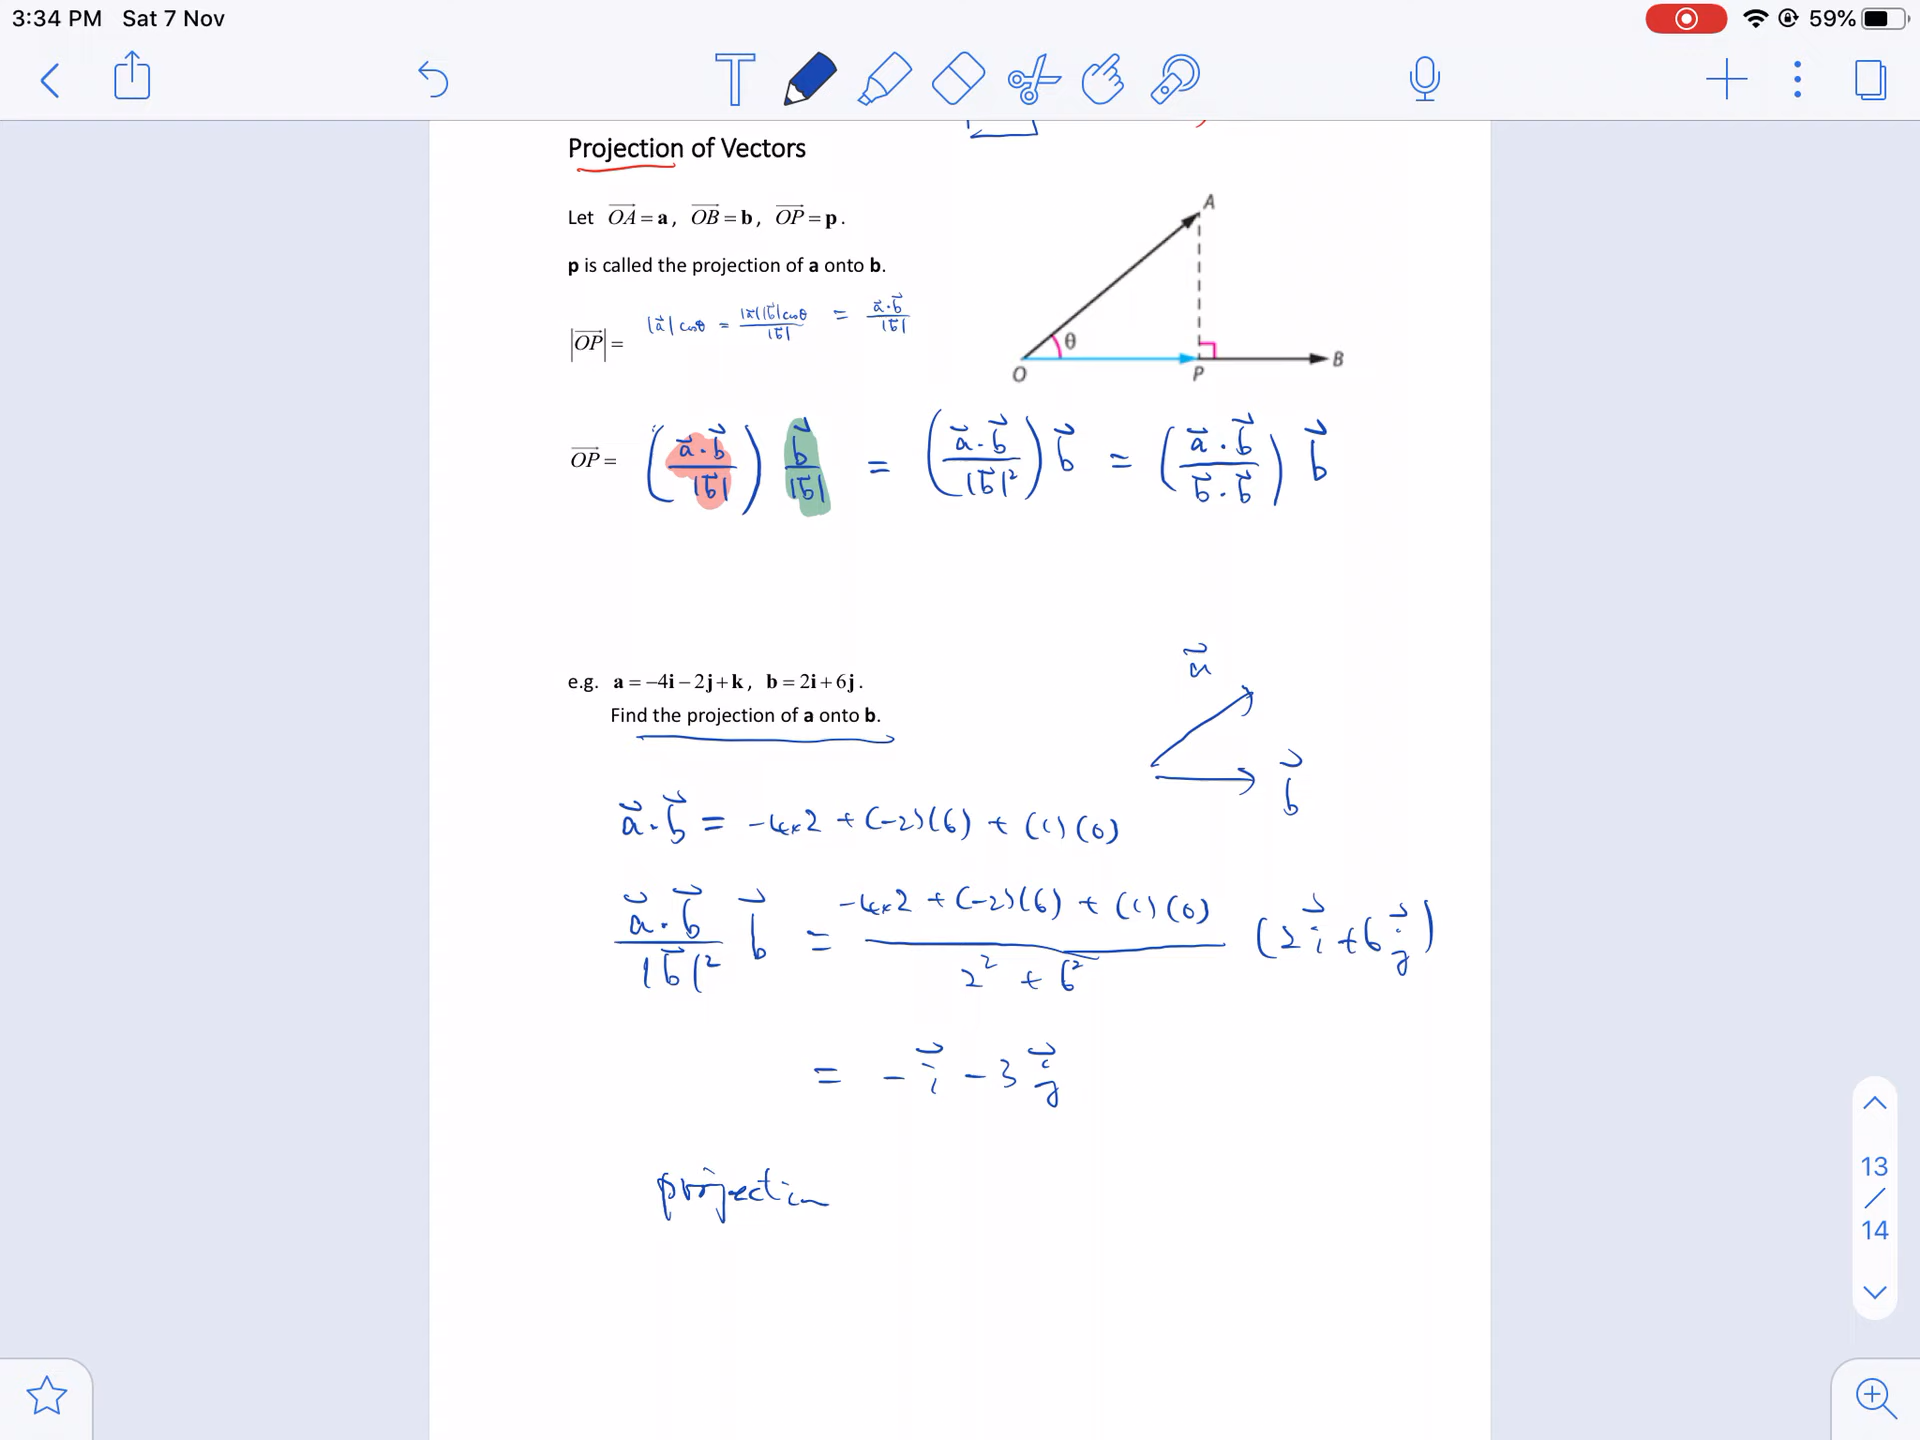 3:34 PM Sat 7 Nov 59%
Projection of Vectors
Let OA⃗ = a, OB⃗ = b, OP⃗ = p.
p is called the projection of a onto b.
|OP⃗| = |a⃗| cosθ = |a⃗||b⃗|cosθ / |b⃗| = a⃗·b⃗ / |b⃗|
A
θ
O P B
OP⃗ = (a⃗·b⃗ / |b⃗|) b⃗ / |b⃗| = (a⃗·b⃗ / |b⃗|²) b⃗ = (a⃗·b⃗ / b⃗·b⃗) b⃗
e.g. a = −4i − 2j + k, b = 2i + 6j.
Find the projection of a onto b.
a⃗
b⃗
a⃗·b⃗ = -4×2 + (-2)(6) + (1)(0)
a⃗·b⃗ / |b⃗|² b⃗ = -4×2 + (-2)(6) + (1)(0) / 2² + 6² (2i⃗ + 6j⃗)
= -i⃗ - 3j⃗
projection
13
/
14